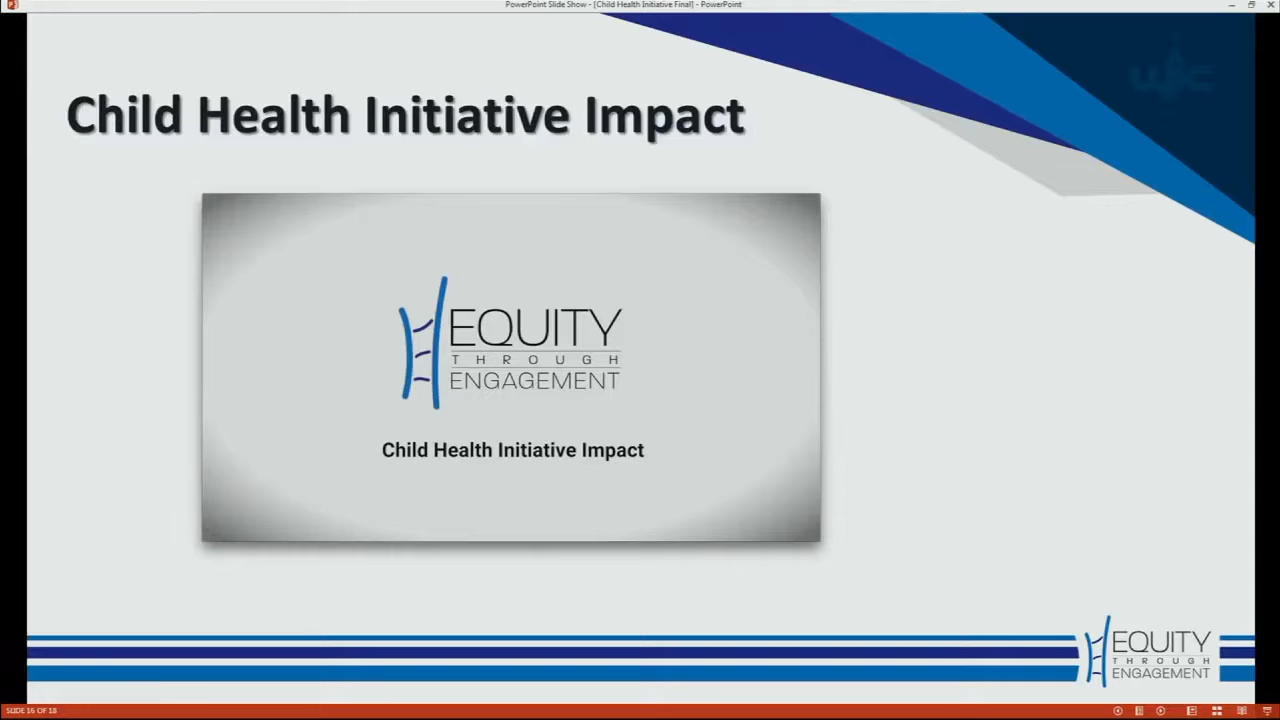 PowerPoint Slide Show - [Child Health Initiative Final] - PowerPoint
Child Health Initiative Impact
EQUITY
THROUGH
ENGAGEMENT
Child Health Initiative Impact
EQUITY
THROUGH
ENGAGEMENT
SLIDE 16 OF 18